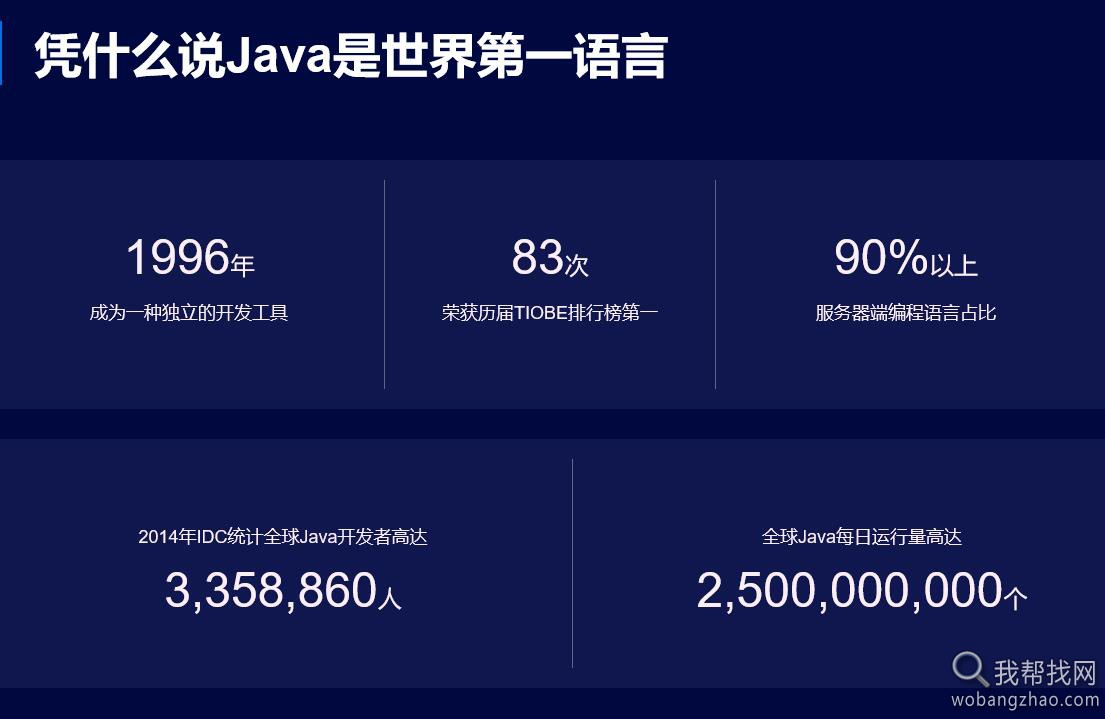 凭什么说Java是世界第一语言
1996年
成为一种独立的开发工具
83次
荣获历届TIOBE排行榜第一
90%以上
服务器端编程语言占比
2014年IDC统计全球Java开发者高达
3,358,860人
全球Java每日运行量高达
2,500,000,000个
我帮找网
wobangzhao.com